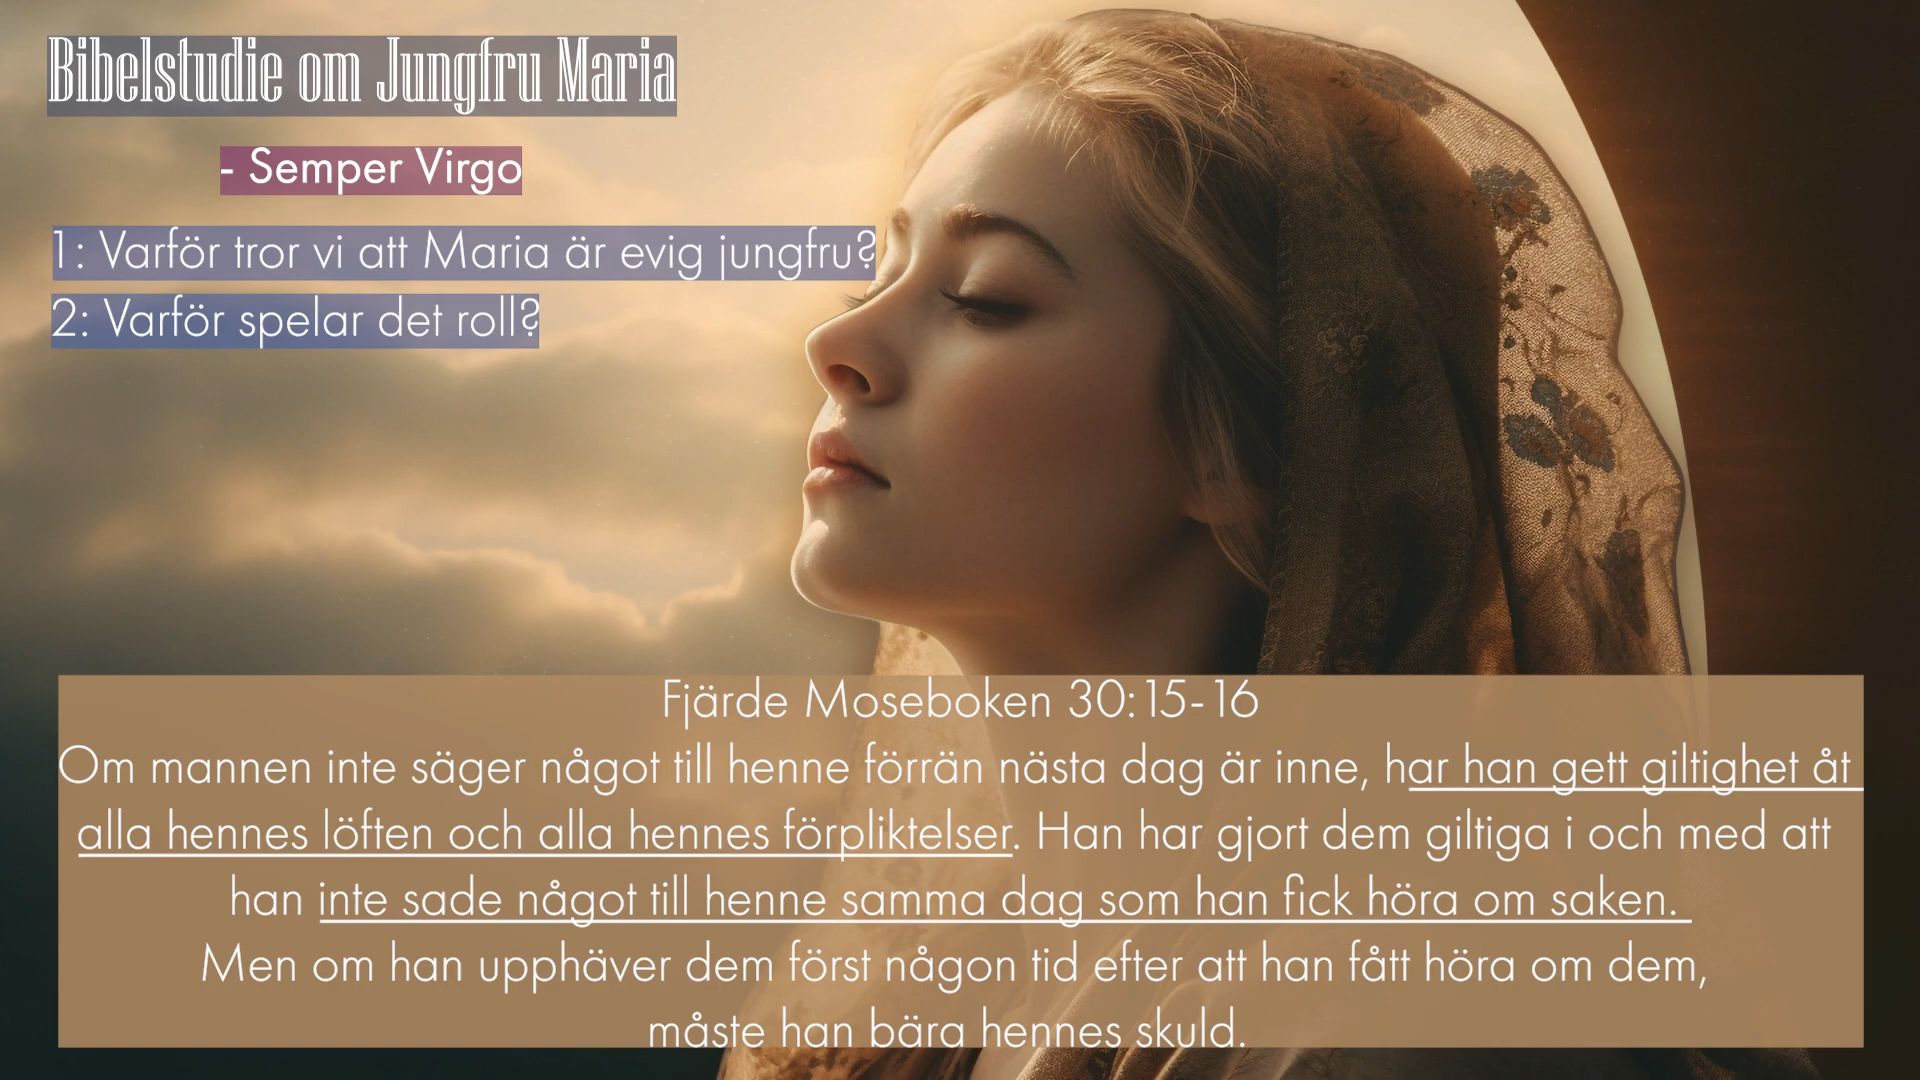 Bibelstudie om Jungfru Maria
- Semper Virgo
1: Varför tror vi att Maria är evig jungfru?
2: Varför spelar det roll?
Fjärde Moseboken 30:15-16
Om mannen inte säger något till henne förrän nästa dag är inne, har han gett giltighet åt
alla hennes löften och alla hennes förpliktelser. Han har gjort dem giltiga i och med att
han inte sade något till henne samma dag som han fick höra om saken.
Men om han upphäver dem först någon tid efter att han fått höra om dem,
måste han bära hennes skuld.